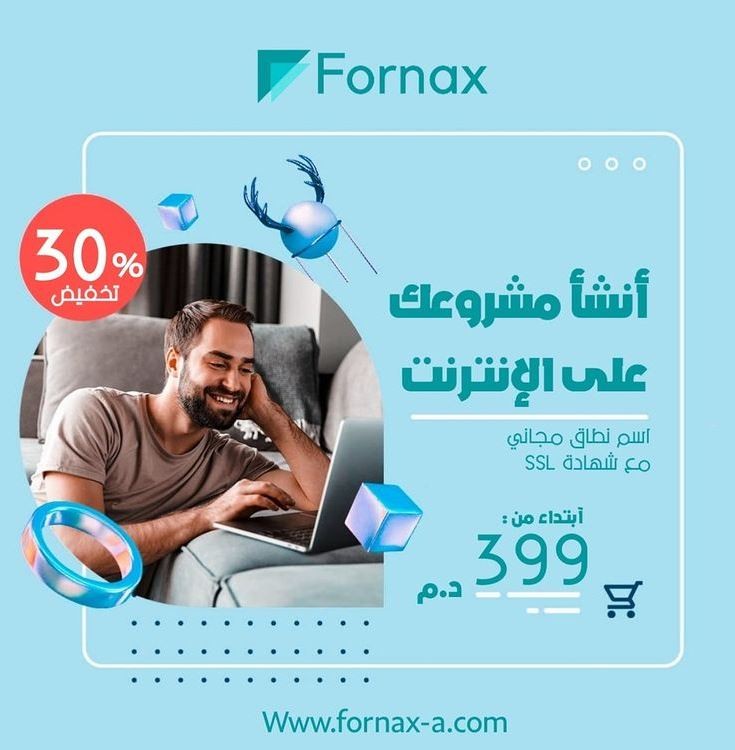 Fornax
30%
تخفيض
أنشأ مشروعك
على الإنترنت
اسم نطاق مجاني
مع شهادة SSL
أبتداء من :
399 د.م
Www.fornax-a.com